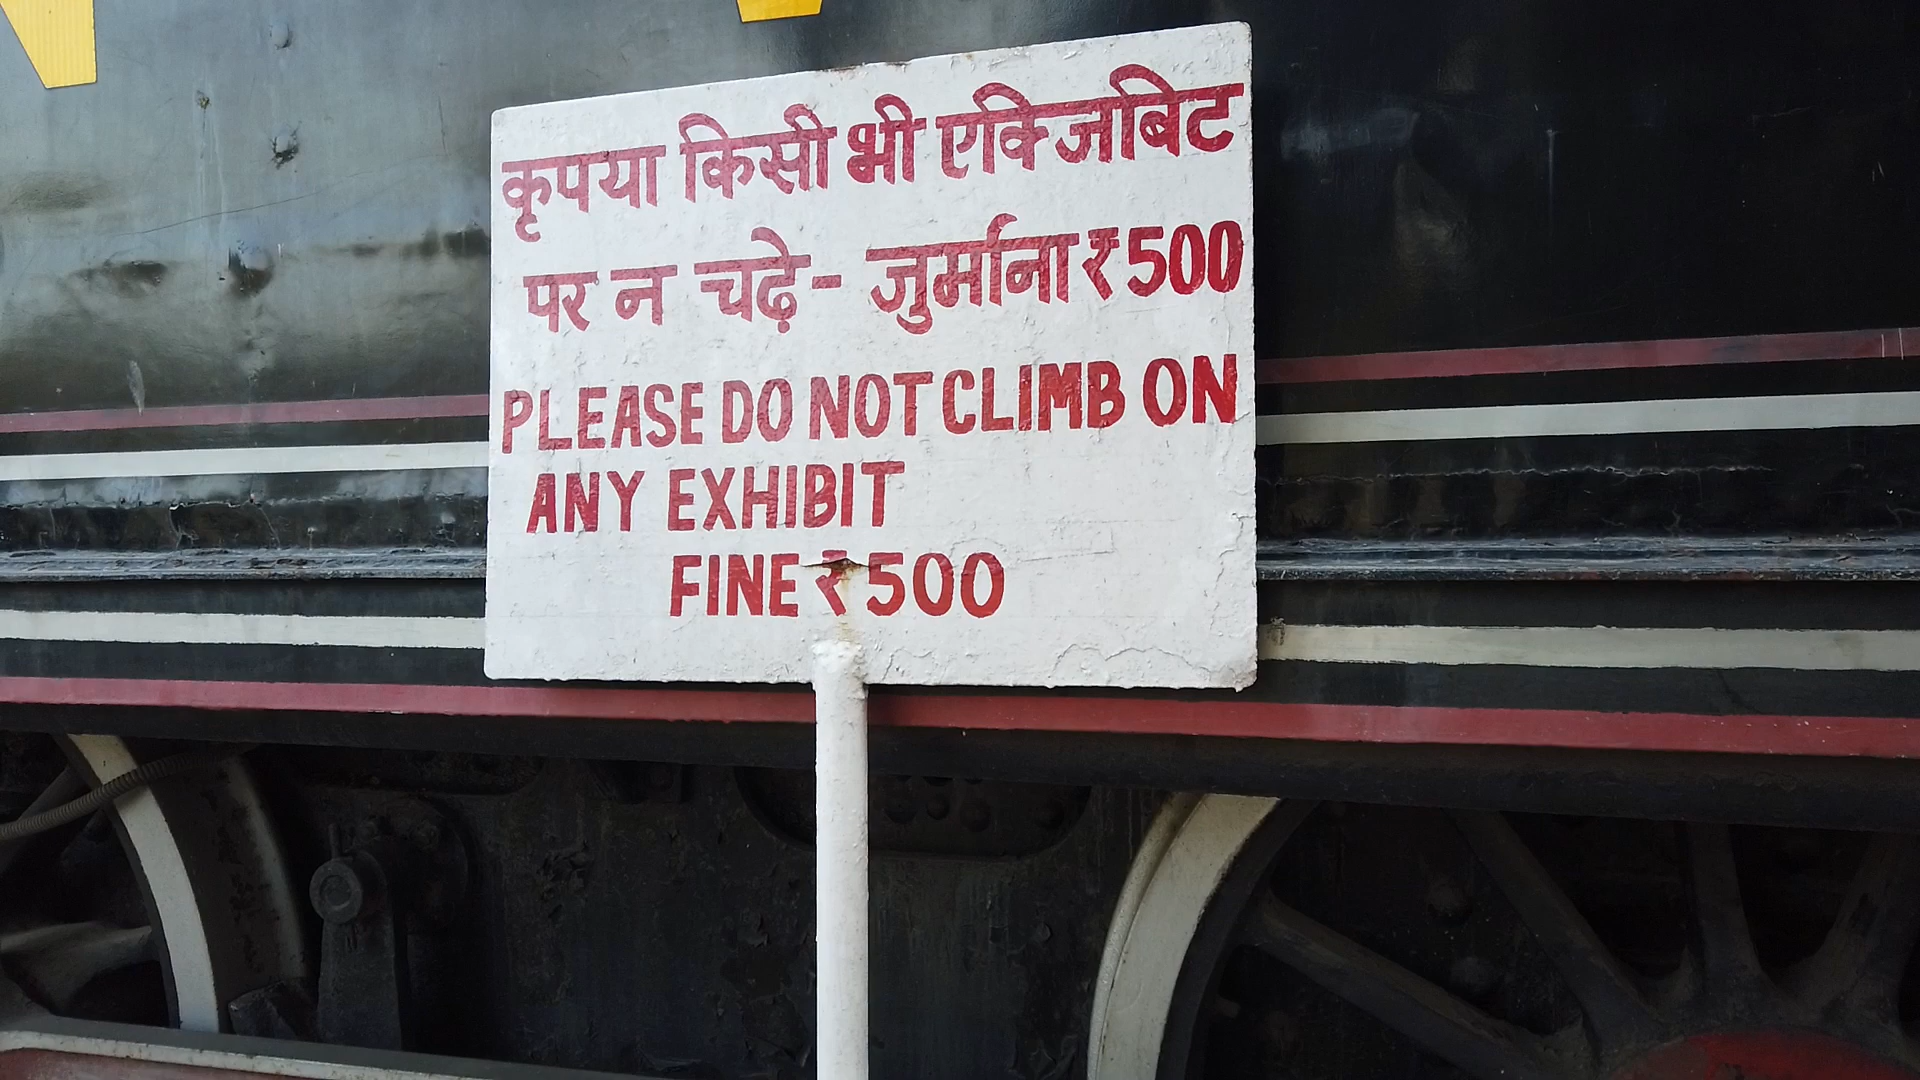 कृपया किसी भी एक्जिबिट
पर न चढ़े- जुर्माना ₹500
PLEASE DO NOT CLIMB ON
ANY EXHIBIT
FINE ₹500